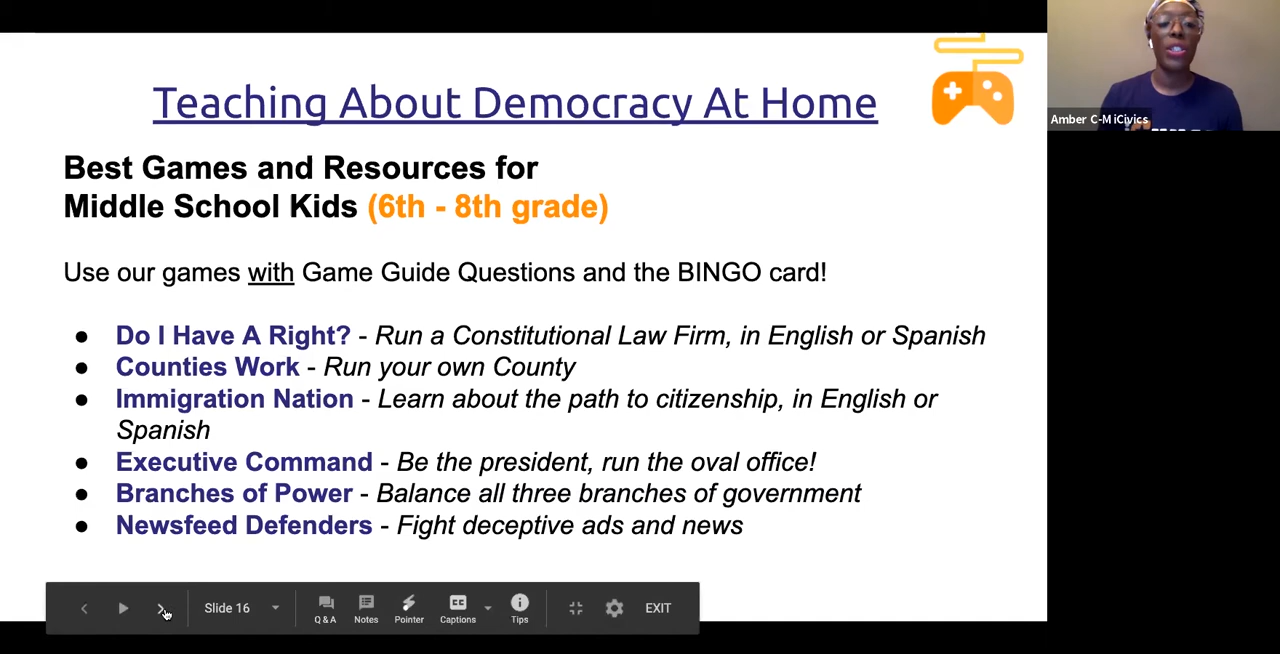 Teaching About Democracy At Home
Amber C-MiCivics
Best Games and Resources for
Middle School Kids (6th - 8th grade)
Use our games with Game Guide Questions and the BINGO card!
● Do I Have A Right? - Run a Constitutional Law Firm, in English or Spanish
● Counties Work - Run your own County
● Immigration Nation - Learn about the path to citizenship, in English or
Spanish
● Executive Command - Be the president, run the oval office!
● Branches of Power - Balance all three branches of government
● Newsfeed Defenders - Fight deceptive ads and news
Slide 16
Q & A
Notes
Pointer
CC
Captions
Tips
EXIT